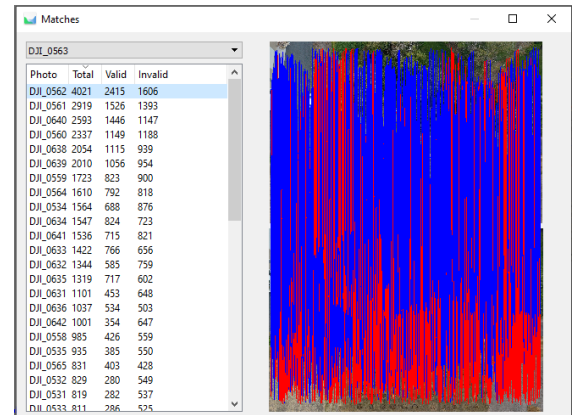 Matches
DJI_0563
Photo Total Valid Invalid
DJI_0562 4021 2415 1606
DJI_0561 2919 1526 1393
DJI_0640 2593 1446 1147
DJI_0560 2337 1149 1188
DJI_0638 2054 1115 939
DJI_0639 2010 1056 954
DJI_0559 1723 823 900
DJI_0564 1610 792 818
DJI_0534 1564 688 876
DJI_0634 1547 824 723
DJI_0641 1536 715 821
DJI_0633 1422 766 656
DJI_0632 1344 585 759
DJI_0635 1319 717 602
DJI_0631 1101 453 648
DJI_0636 1037 534 503
DJI_0642 1001 354 647
DJI_0558 985 426 559
DJI_0535 935 385 550
DJI_0565 831 403 428
DJI_0532 829 280 549
DJI_0531 819 282 537
DJI_0533 811 286 525